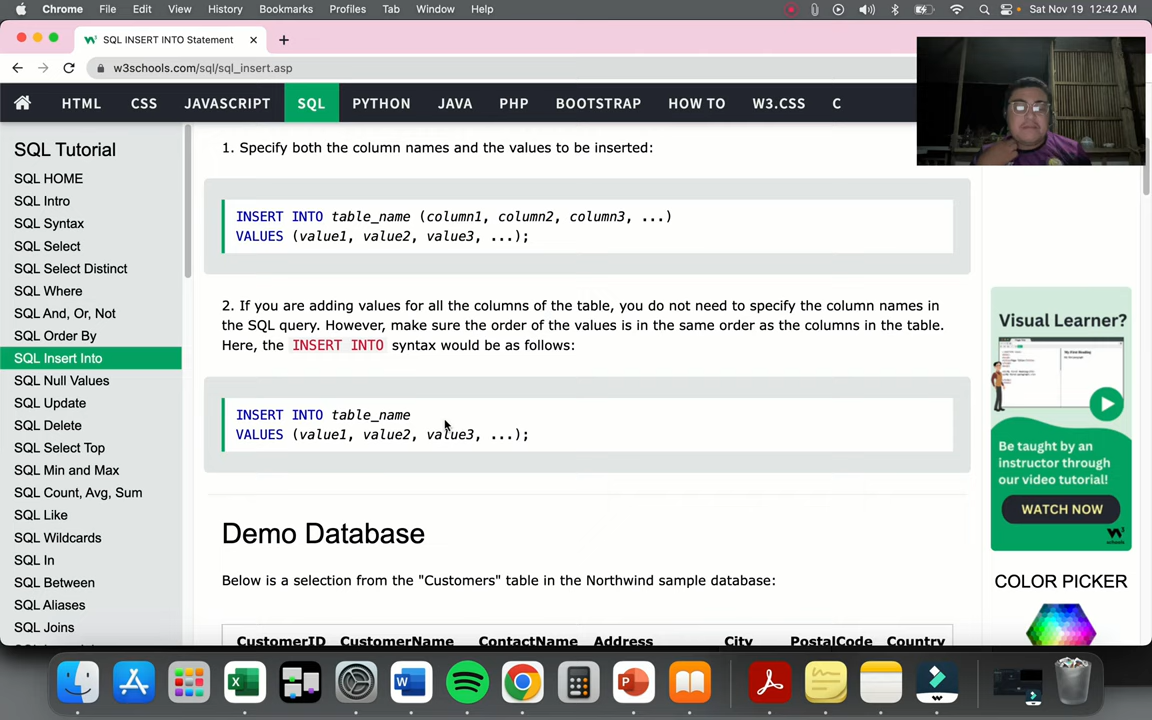 Chrome File Edit View History Bookmarks Profiles Tab Window Help Sat Nov 19 12:42 AM
SQL INSERT INTO Statement
w3schools.com/sql/sql_insert.asp
HTML CSS JAVASCRIPT SQL PYTHON JAVA PHP BOOTSTRAP HOW TO W3.CSS C
SQL Tutorial
SQL HOME
SQL Intro
SQL Syntax
SQL Select
SQL Select Distinct
SQL Where
SQL And, Or, Not
SQL Order By
SQL Insert Into
SQL Null Values
SQL Update
SQL Delete
SQL Select Top
SQL Min and Max
SQL Count, Avg, Sum
SQL Like
SQL Wildcards
SQL In
SQL Between
SQL Aliases
SQL Joins
1. Specify both the column names and the values to be inserted:
INSERT INTO table_name (column1, column2, column3, ...)
VALUES (value1, value2, value3, ...);
2. If you are adding values for all the columns of the table, you do not need to specify the column names in
the SQL query. However, make sure the order of the values is in the same order as the columns in the table.
Here, the INSERT INTO syntax would be as follows:
INSERT INTO table_name
VALUES (value1, value2, value3, ...);
Demo Database
Below is a selection from the "Customers" table in the Northwind sample database:
CustomerID CustomerName ContactName Address City PostalCode Country
Visual Learner?
Be taught by an
instructor through
our video tutorial!
WATCH NOW
COLOR PICKER